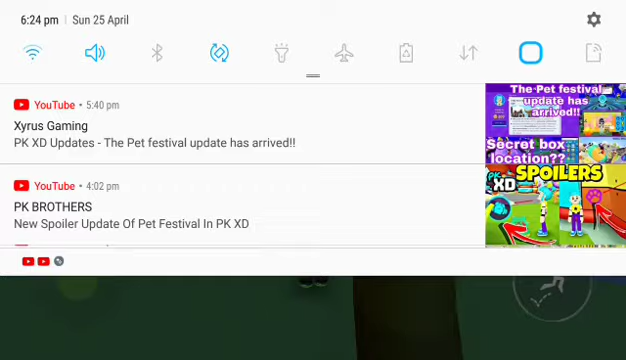 6:24 pm | Sun 25 April
YouTube • 5:40 pm
Xyrus Gaming
PK XD Updates - The Pet festival update has arrived!!
The Pet festival
update has
arrived!!
Secret box
location??
YouTube • 4:02 pm
PK BROTHERS
New Spoiler Update Of Pet Festival In PK XD
PK
XD
SPOILERS